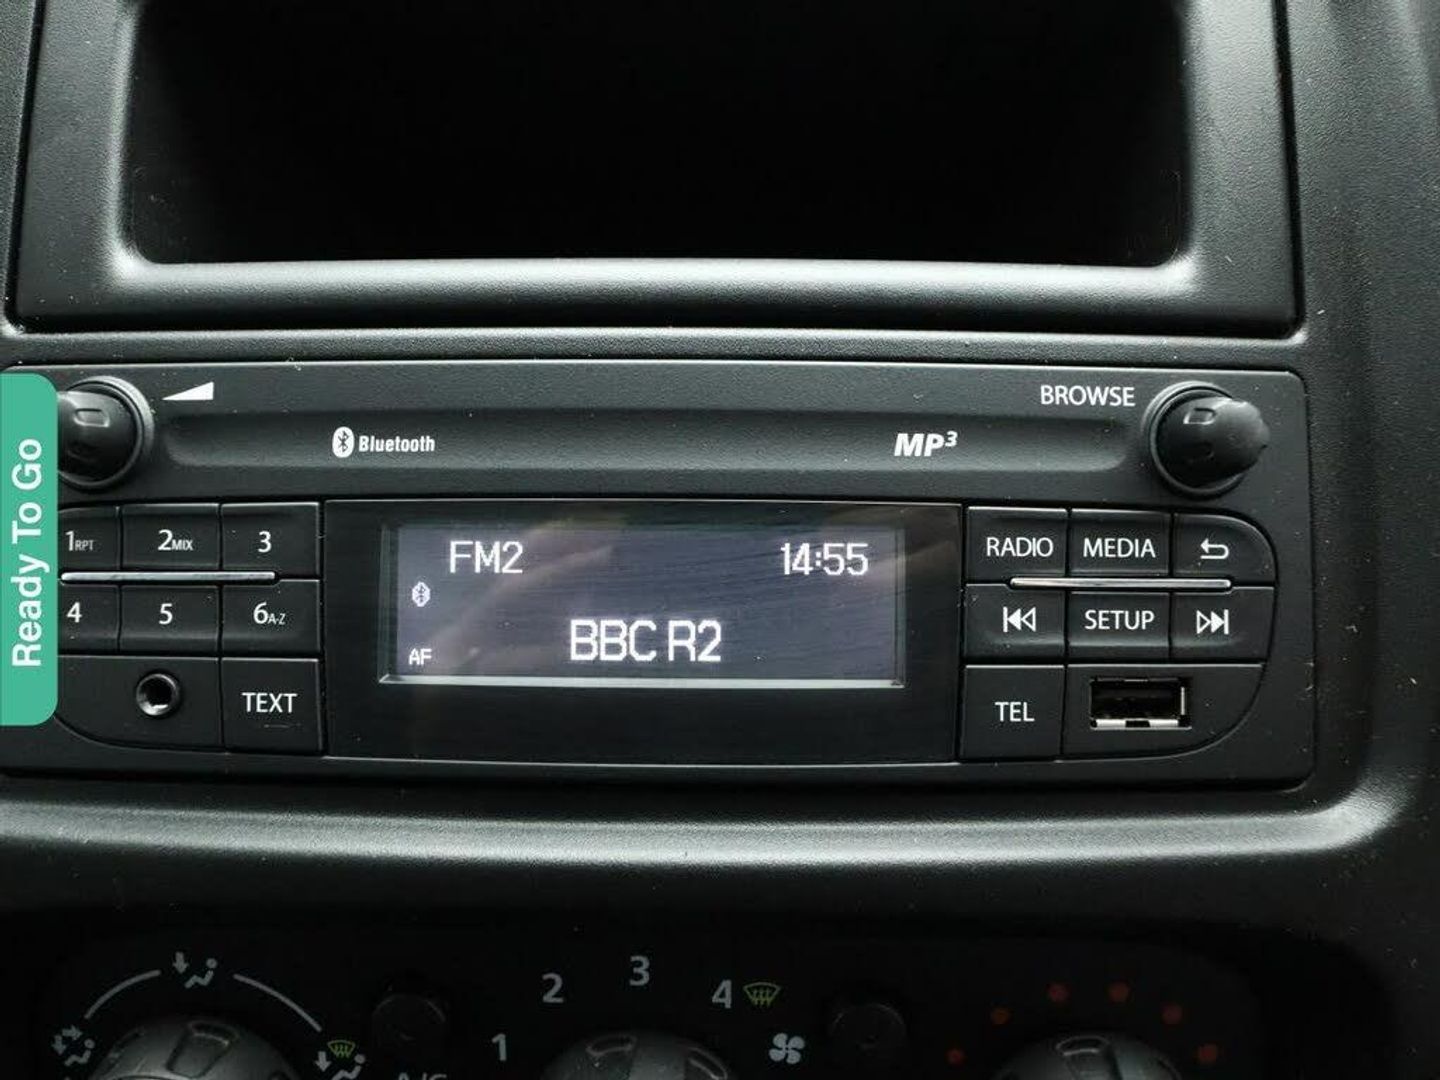 Ready To Go
BROWSE
Bluetooth
MP3
1RPT
2MIX
3
4
5
6A-Z
TEXT
FM2
14:55
AF
BBC R2
RADIO
MEDIA
SETUP
TEL
1
2
3
4